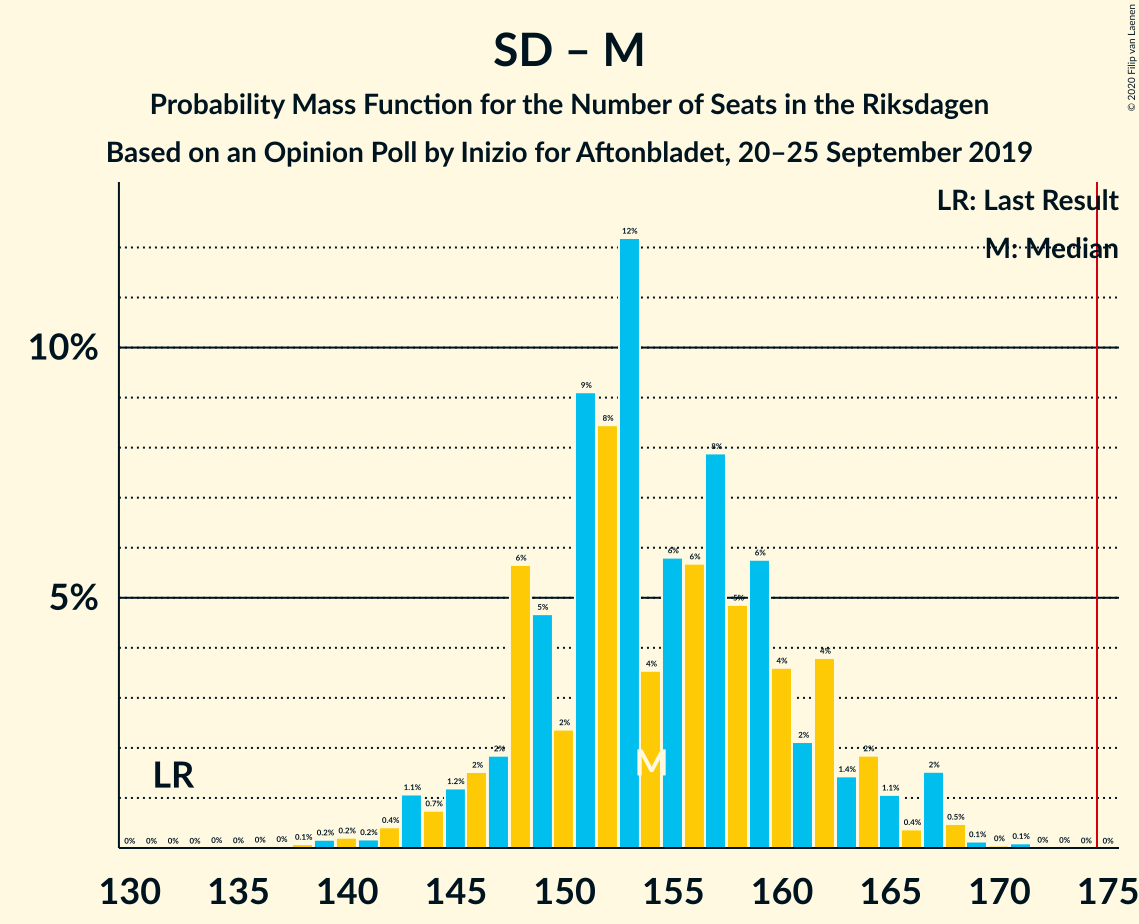 SD – M
Probability Mass Function for the Number of Seats in the Riksdagen
Based on an Opinion Poll by Inizio for Aftonbladet, 20–25 September 2019
© 2020 Filip van Laenen
LR: Last Result
M: Median
10%
5%
0% 0% 0% 0% 0% 0% 0% 0% 0.1% 0.2% 0.2% 0.2% 0.4% 1.1% 0.7% 1.2% 2% 2% 6% 5% 2% 9% 8% 12% 4% 6% 6% 8% 5% 6% 4% 2% 4% 1.4% 2% 1.1% 0.4% 2% 0.5% 0.1% 0% 0.1% 0% 0% 0% 0%
LR
M
130 135 140 145 150 155 160 165 170 175